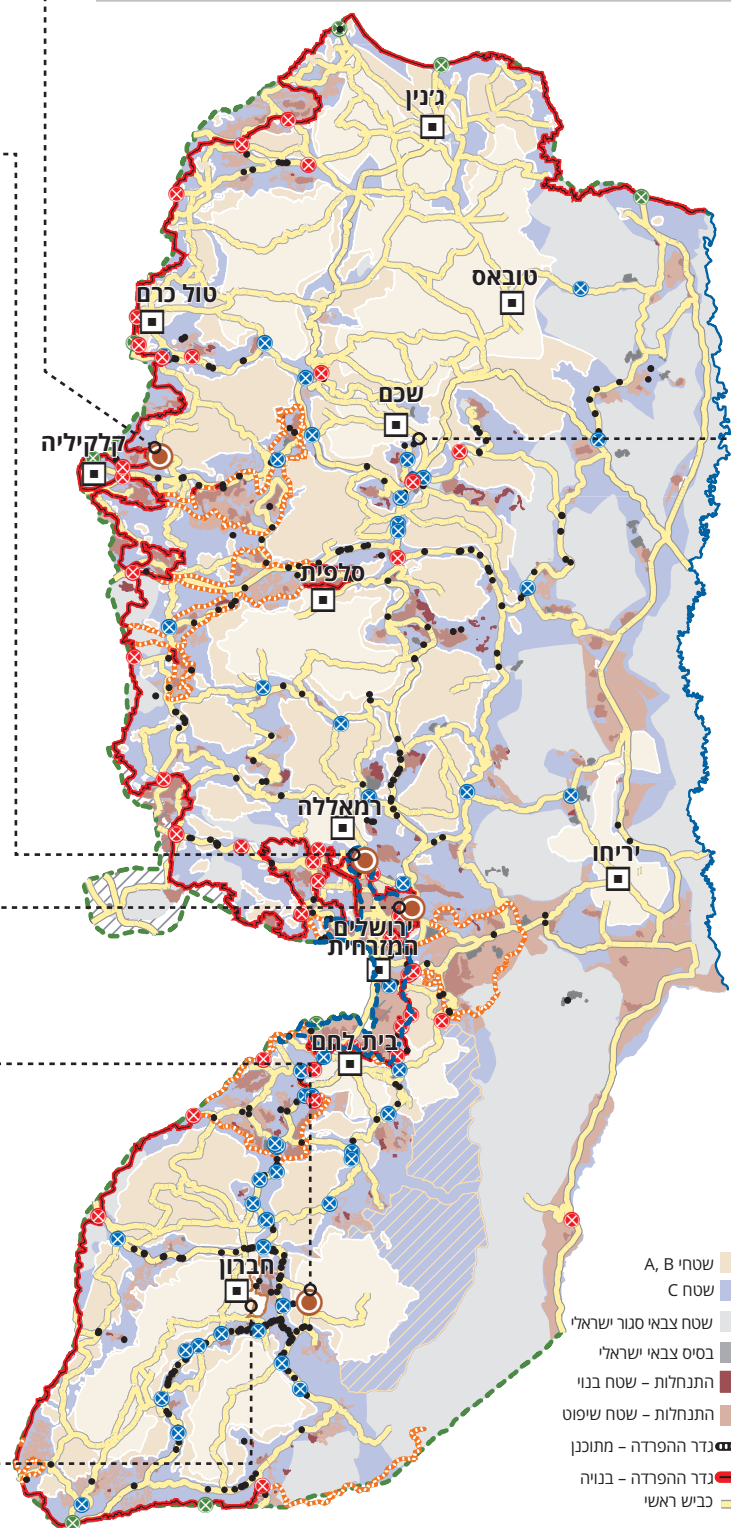 ג'נין
טובאס
טול כרם
שכם
קלקיליה
סלפית
רמאללה
יריחו
ירושלים
המזרחית
בית לחם
חברון
שטחי A, B
שטח C
שטח צבאי סגור ישראלי
בסיס צבאי ישראלי
התנחלות – שטח בנוי
התנחלות – שטח שיפוט
גדר ההפרדה – מתוכנן
גדר ההפרדה – בנויה
כביש ראשי